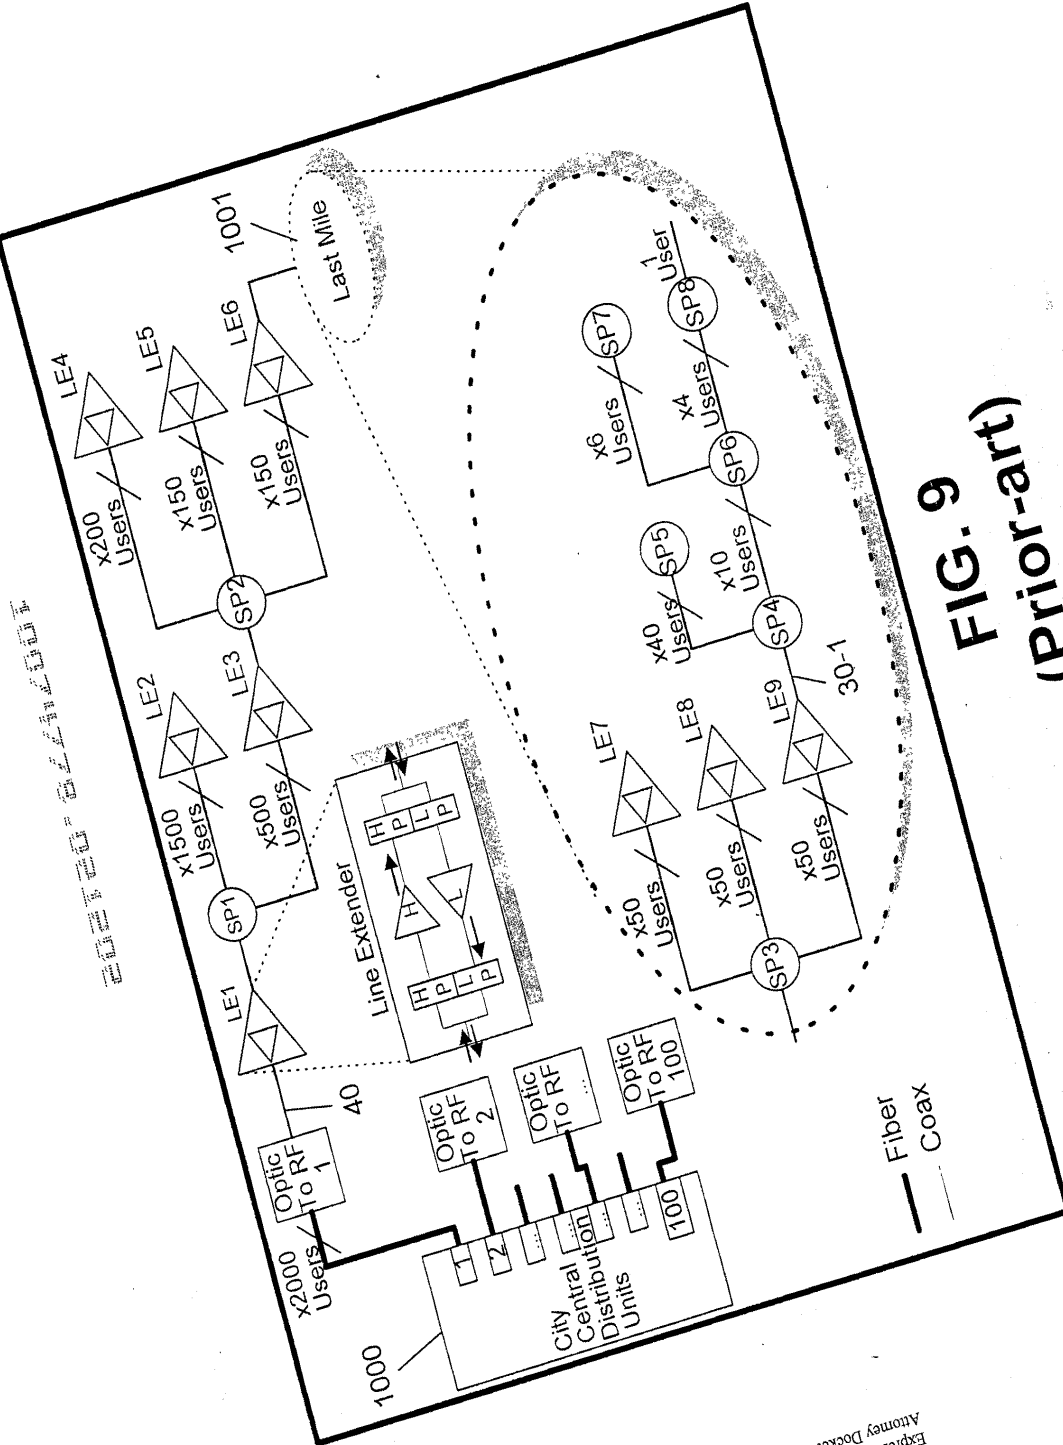 1000
City
Central
Distribution
Units
1
2
...
...
...
...
100
x2000
Users
Optic
To RF
1
Optic
To RF
2
Optic
To RF
...
Optic
To RF
100
40
LE1
SP1
x1500
Users
LE2
x500
Users
LE3
SP2
x200
Users
LE4
x150
Users
LE5
x150
Users
LE6
1001
Last Mile
Line Extender
H
P
L
P
H
L
H
P
L
P
SP3
x50
Users
LE7
x50
Users
LE8
x50
Users
LE9
30-1
SP4
x40
Users
SP5
x10
Users
SP6
x6
Users
SP7
x4
Users
SP8
1
User
Fiber
Coax
FIG. 9
(Prior-art)
Attorney